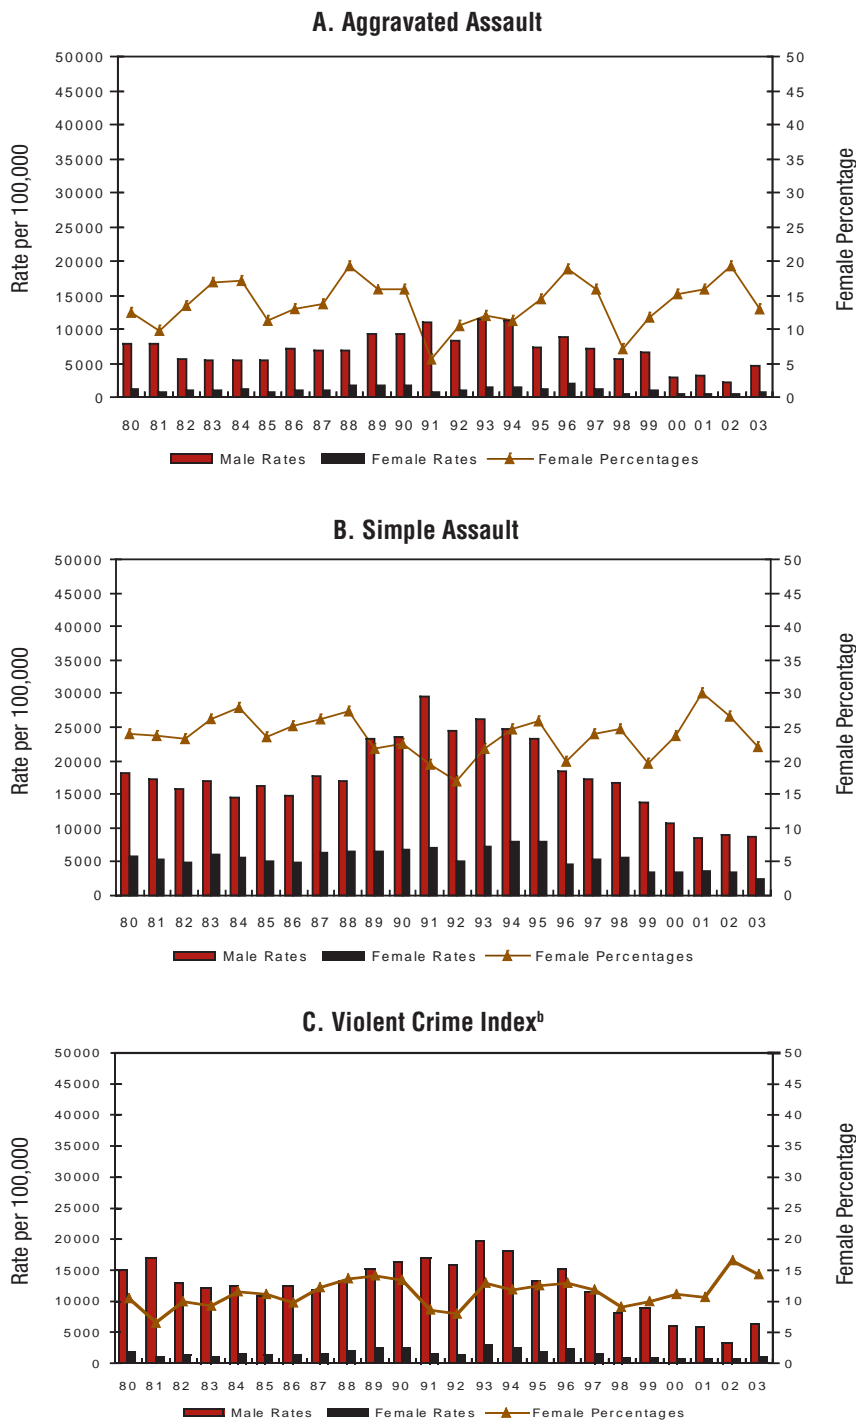 A. Aggravated Assault
50000 50
45000 45
40000 40
35000 35
30000 30
25000 25
20000 20
15000 15
10000 10
5000 5
0 0
Rate per 100,000
Female Percentage
80 81 82 83 84 85 86 87 88 89 90 91 92 93 94 95 96 97 98 99 00 01 02 03
Male Rates Female Rates Female Percentages
B. Simple Assault
50000 50
45000 45
40000 40
35000 35
30000 30
25000 25
20000 20
15000 15
10000 10
5000 5
0 0
Rate per 100,000
Female Percentage
80 81 82 83 84 85 86 87 88 89 90 91 92 93 94 95 96 97 98 99 00 01 02 03
Male Rates Female Rates Female Percentages
C. Violent Crime Indexᵇ
50000 50
45000 45
40000 40
35000 35
30000 30
25000 25
20000 20
15000 15
10000 10
5000 5
0 0
Rate per 100,000
Female Percentage
80 81 82 83 84 85 86 87 88 89 90 91 92 93 94 95 96 97 98 99 00 01 02 03
Male Rates Female Rates Female Percentages